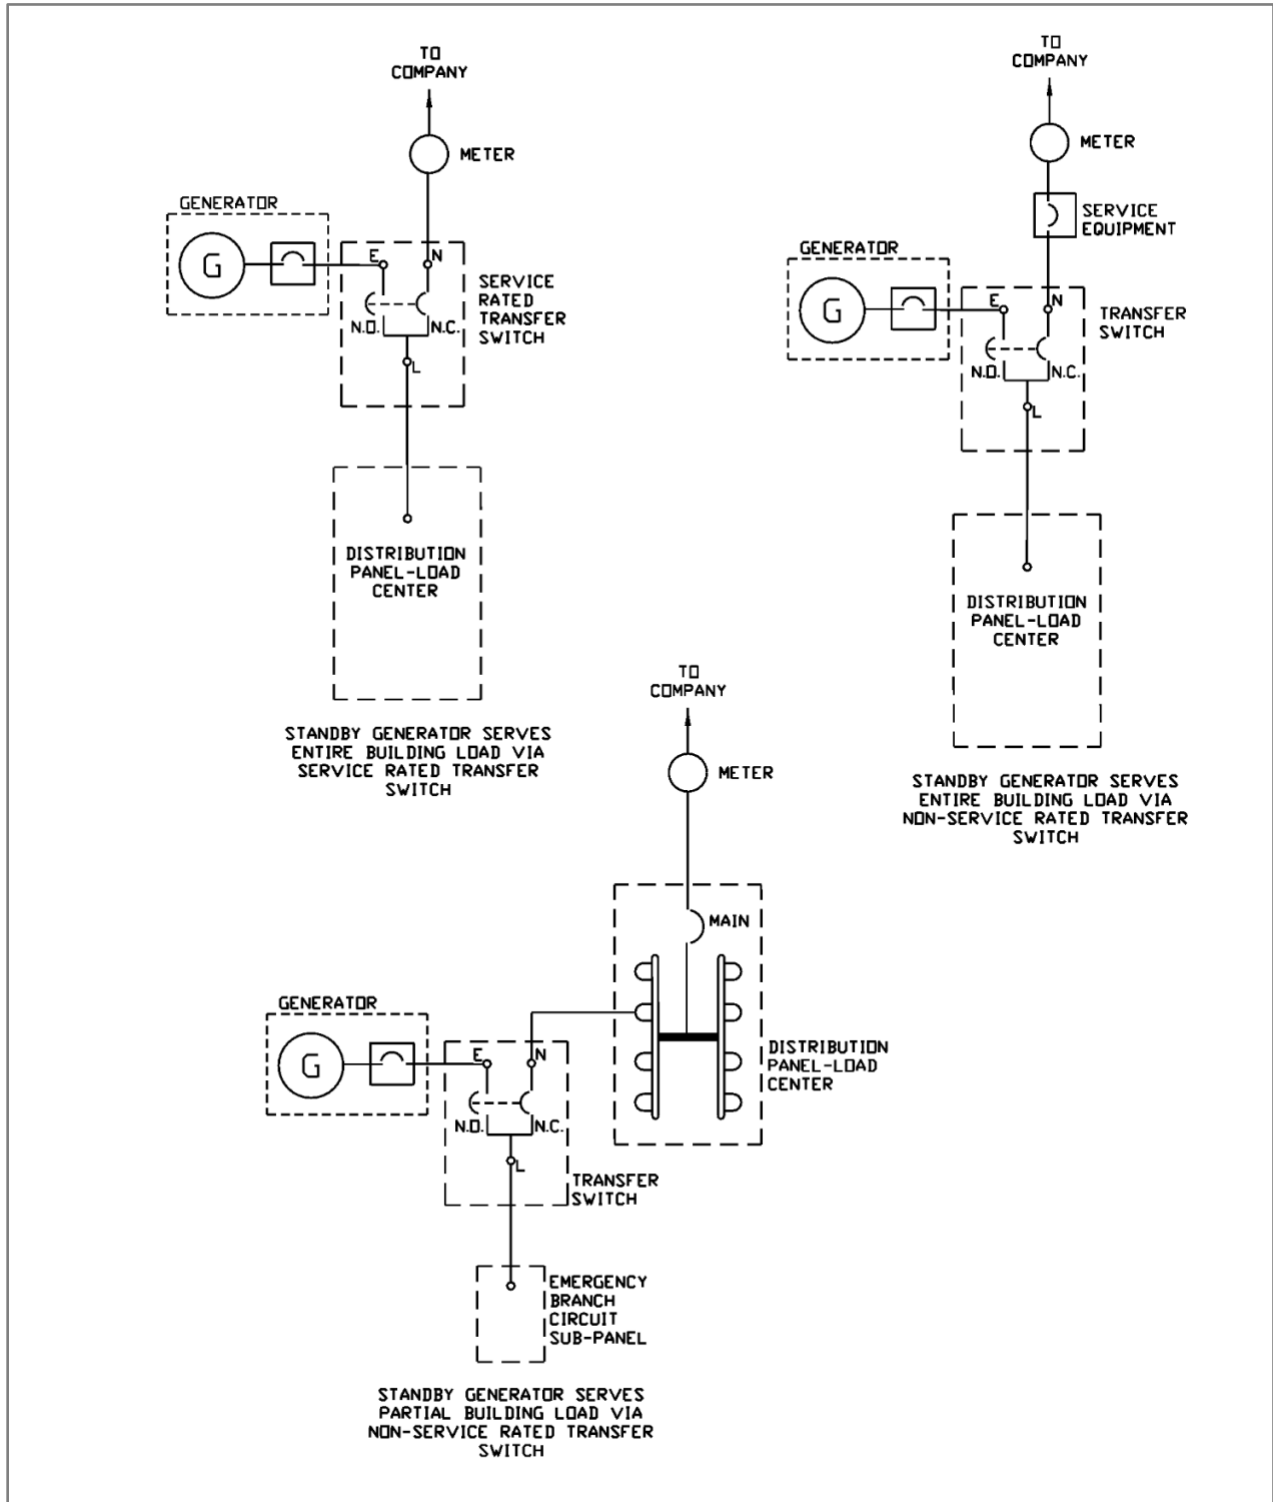 TO
COMPANY
METER
GENERATOR
G
E
N
N.O.
N.C.
L
SERVICE
RATED
TRANSFER
SWITCH
DISTRIBUTION
PANEL-LOAD
CENTER
STANDBY GENERATOR SERVES
ENTIRE BUILDING LOAD VIA
SERVICE RATED TRANSFER
SWITCH
TO
COMPANY
METER
SERVICE
EQUIPMENT
GENERATOR
G
E
N
N.O.
N.C.
L
TRANSFER
SWITCH
DISTRIBUTION
PANEL-LOAD
CENTER
STANDBY GENERATOR SERVES
ENTIRE BUILDING LOAD VIA
NON-SERVICE RATED TRANSFER
SWITCH
TO
COMPANY
METER
MAIN
DISTRIBUTION
PANEL-LOAD
CENTER
GENERATOR
G
E
N
N.O.
N.C.
L
TRANSFER
SWITCH
EMERGENCY
BRANCH
CIRCUIT
SUB-PANEL
STANDBY GENERATOR SERVES
PARTIAL BUILDING LOAD VIA
NON-SERVICE RATED TRANSFER
SWITCH